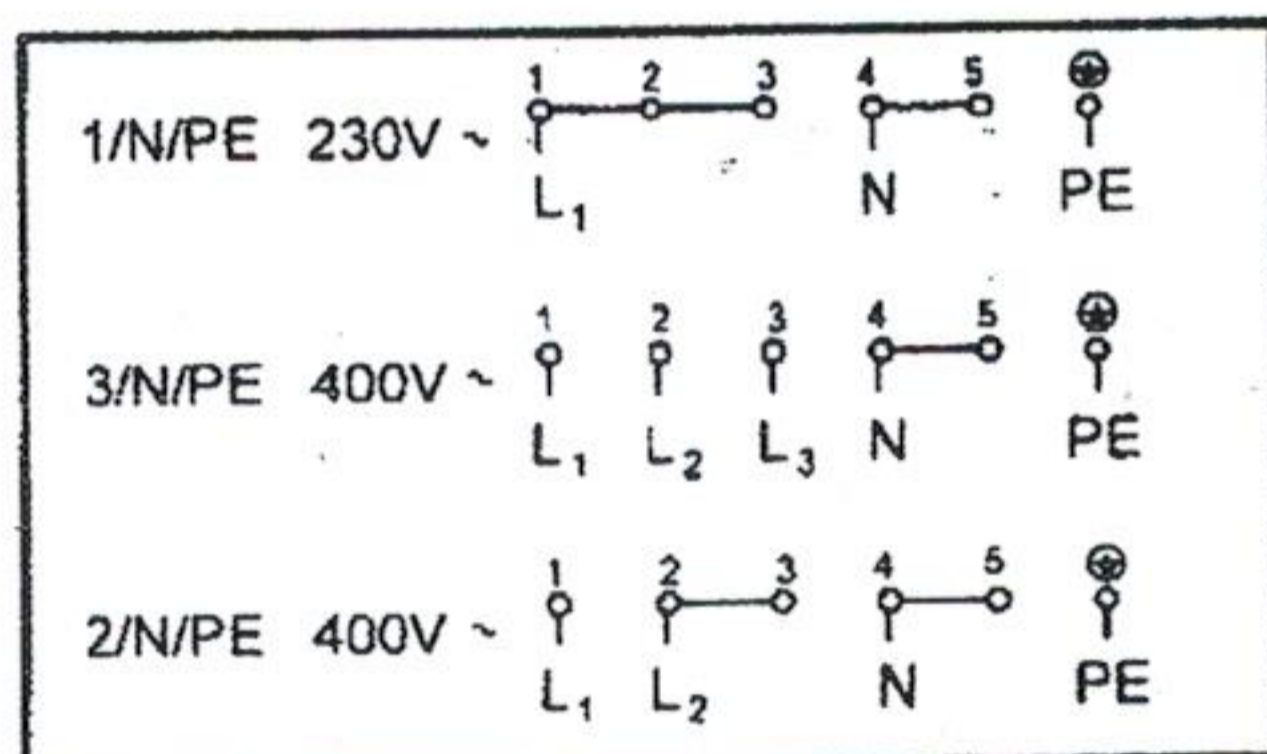 1 2 3 4 5
1/N/PE 230V ~
L₁ N PE
1 2 3 4 5
3/N/PE 400V ~
L₁ L₂ L₃ N PE
1 2 3 4 5
2/N/PE 400V ~
L₁ L₂ N PE